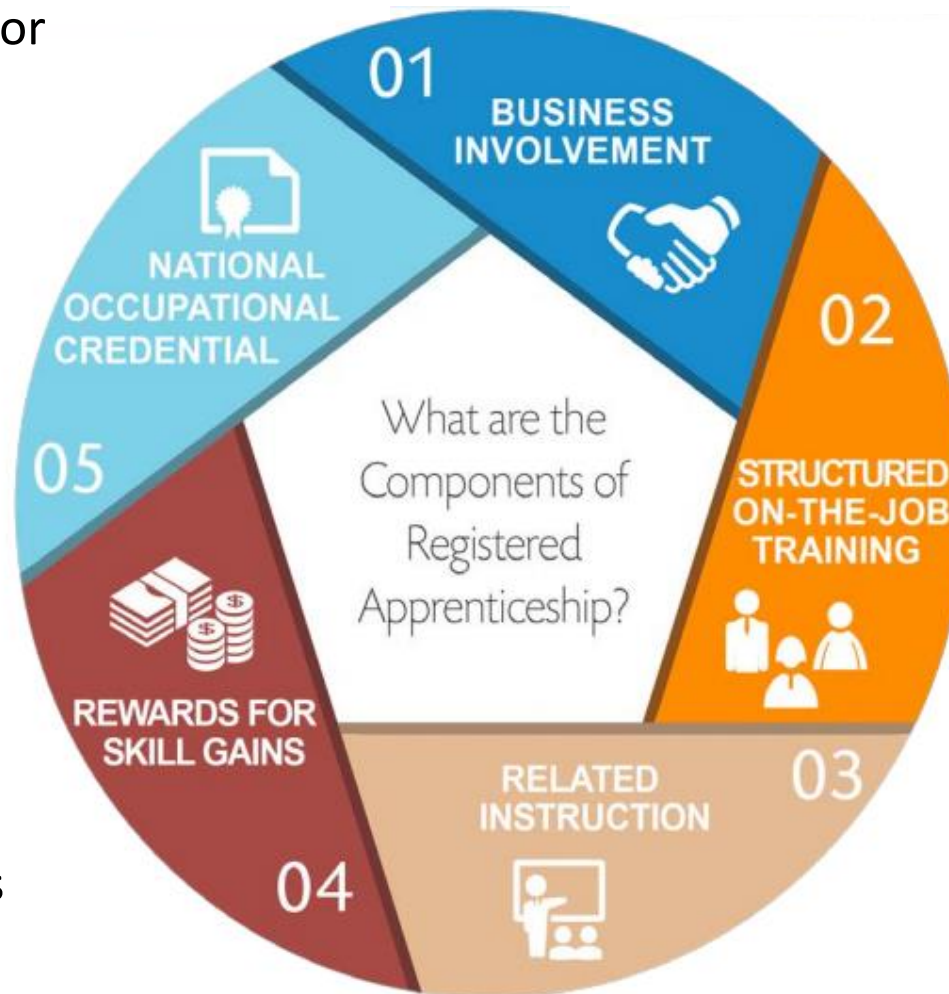 or
01
BUSINESS
INVOLVEMENT
02
STRUCTURED
ON-THE-JOB
TRAINING
03
RELATED
INSTRUCTION
04
REWARDS FOR
SKILL GAINS
$
$
05
NATIONAL
OCCUPATIONAL
CREDENTIAL
What are the
Components of
Registered
Apprenticeship?
s